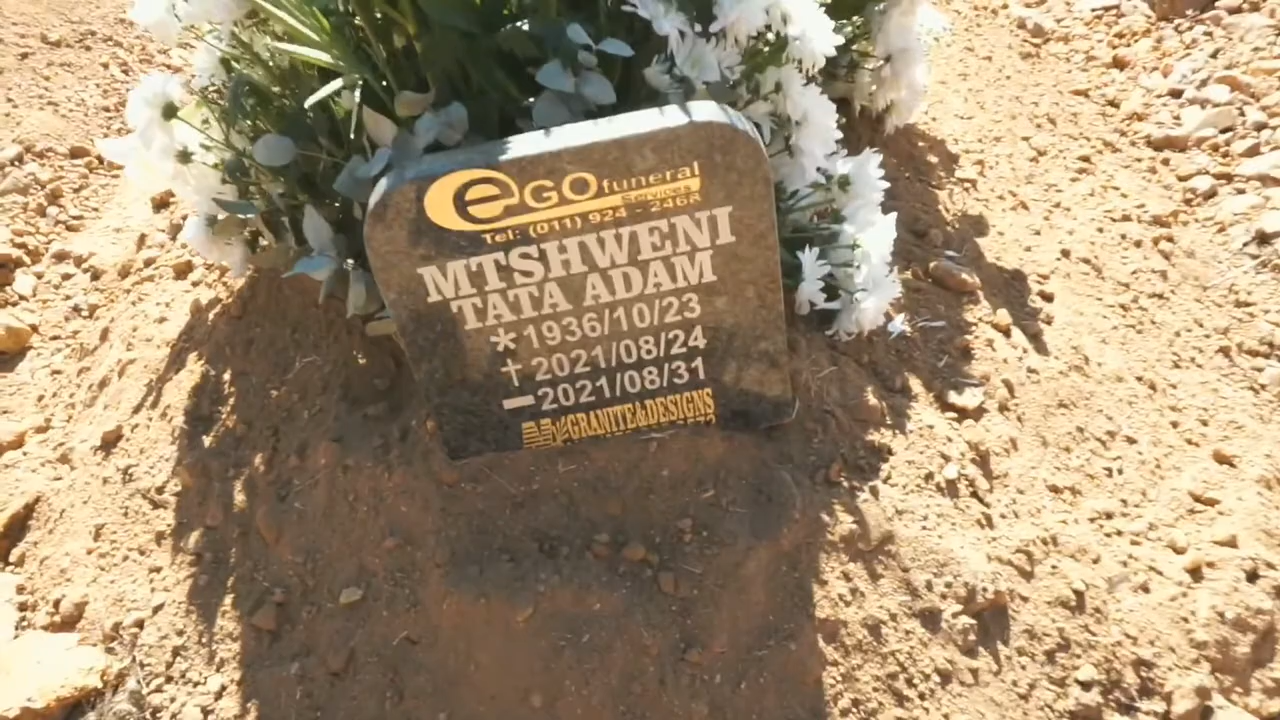 eGO funeral
Services
Tel: (011) 924 - 2468
MTSHWENI
TATA ADAM
*1936/10/23
†2021/08/24
-2021/08/31
GRANITE&DESIGNS